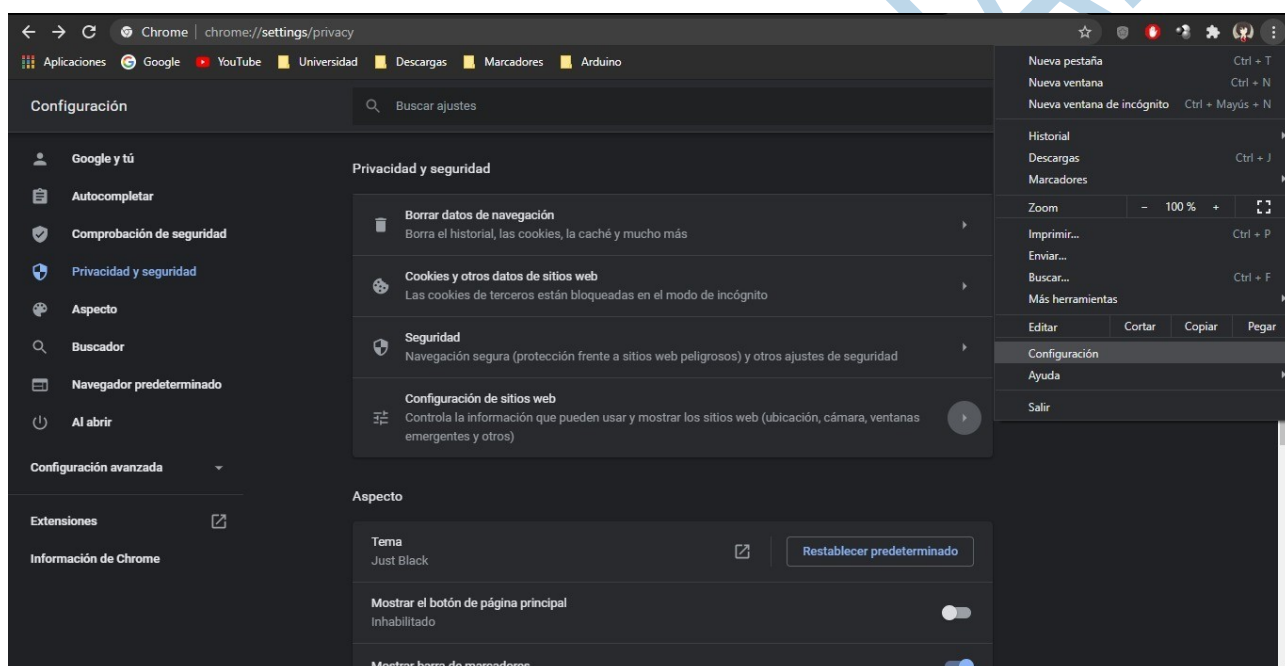 Chrome | chrome://settings/privacy
Aplicaciones Google YouTube Universidad Descargas Marcadores Arduino
Configuración
Buscar ajustes
Google y tú
Autocompletar
Comprobación de seguridad
Privacidad y seguridad
Aspecto
Buscador
Navegador predeterminado
Al abrir
Configuración avanzada
Extensiones
Información de Chrome
Privacidad y seguridad
Borrar datos de navegación
Borra el historial, las cookies, la caché y mucho más
Cookies y otros datos de sitios web
Las cookies de terceros están bloqueadas en el modo de incógnito
Seguridad
Navegación segura (protección frente a sitios web peligrosos) y otros ajustes de seguridad
Configuración de sitios web
Controla la información que pueden usar y mostrar los sitios web (ubicación, cámara, ventanas
emergentes y otros)
Aspecto
Tema
Just Black
Restablecer predeterminado
Mostrar el botón de página principal
Inhabilitado
Mostrar barra de marcadores
Nueva pestaña Ctrl + T
Nueva ventana Ctrl + N
Nueva ventana de incógnito Ctrl + Mayús + N
Historial
Descargas Ctrl + J
Marcadores
Zoom - 100 % +
Imprimir... Ctrl + P
Enviar...
Buscar... Ctrl + F
Más herramientas
Editar Cortar Copiar Pegar
Configuración
Ayuda
Salir